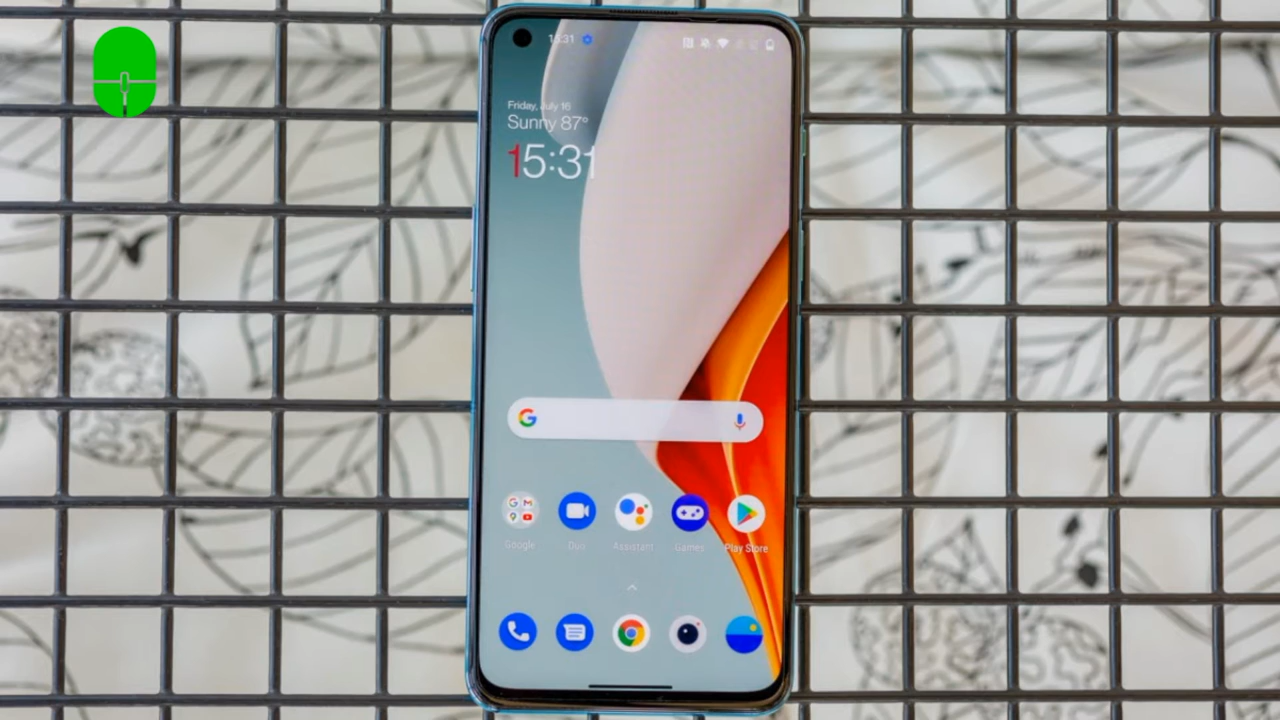 15:31
Friday, July 16
Sunny 87°
15:31
G
Google
Duo
Assistant
Games
Play Store